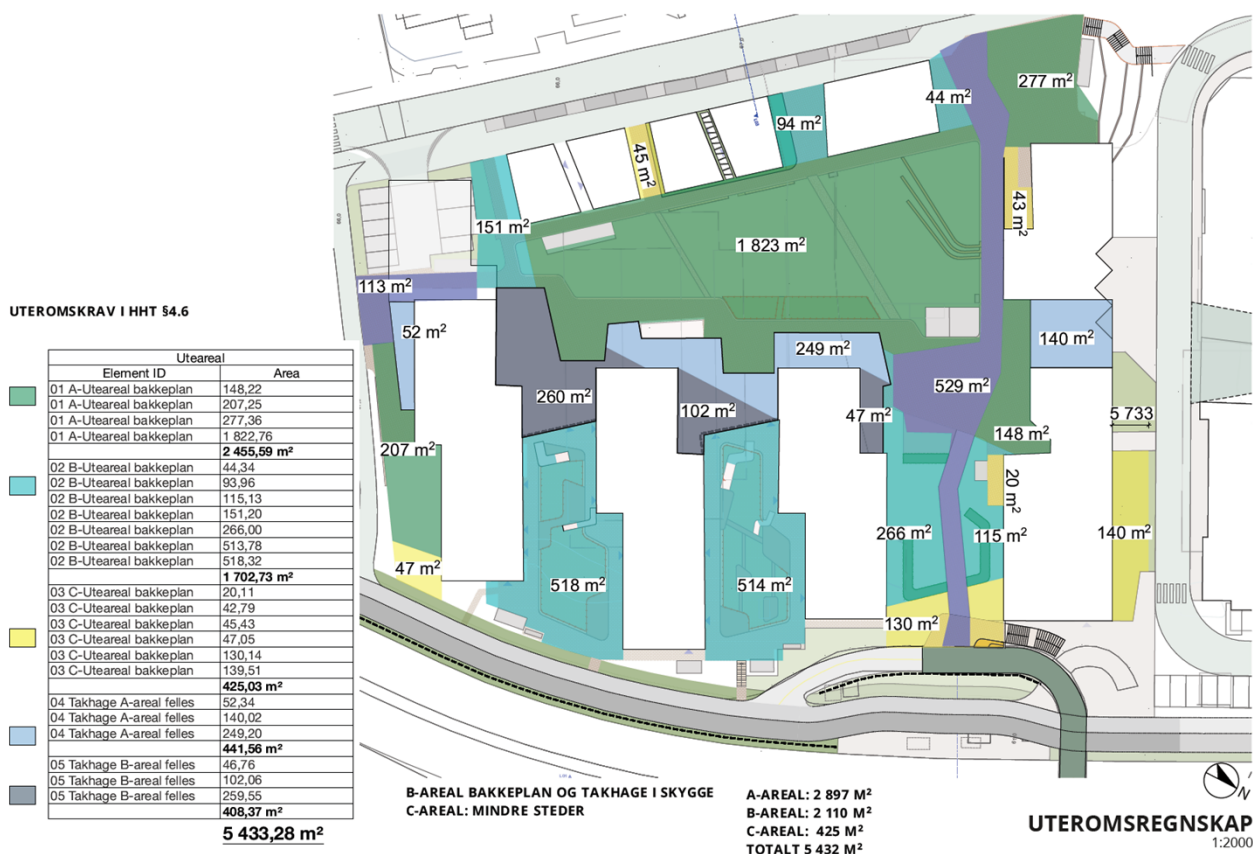 UTEROMSKRAV I HHT §4.6
Uteareal
Element ID Area
01 A-Uteareal bakkeplan 148,22
01 A-Uteareal bakkeplan 207,25
01 A-Uteareal bakkeplan 277,36
01 A-Uteareal bakkeplan 1 822,76
2 455,59 m²
02 B-Uteareal bakkeplan 44,34
02 B-Uteareal bakkeplan 93,96
02 B-Uteareal bakkeplan 115,13
02 B-Uteareal bakkeplan 151,20
02 B-Uteareal bakkeplan 266,00
02 B-Uteareal bakkeplan 513,78
02 B-Uteareal bakkeplan 518,32
1 702,73 m²
03 C-Uteareal bakkeplan 20,11
03 C-Uteareal bakkeplan 42,79
03 C-Uteareal bakkeplan 45,43
03 C-Uteareal bakkeplan 47,05
03 C-Uteareal bakkeplan 130,14
03 C-Uteareal bakkeplan 139,51
425,03 m²
04 Takhage A-areal felles 52,34
04 Takhage A-areal felles 140,02
04 Takhage A-areal felles 249,20
441,56 m²
05 Takhage B-areal felles 46,76
05 Takhage B-areal felles 102,06
05 Takhage B-areal felles 259,55
408,37 m²
5 433,28 m²
277 m²
44 m²
94 m²
45 m²
43 m²
151 m²
1 823 m²
113 m²
52 m²
249 m²
140 m²
260 m²
102 m²
47 m²
529 m²
5 733
207 m²
148 m²
20 m²
266 m²
115 m²
140 m²
47 m²
518 m²
514 m²
130 m²
B-AREAL BAKKEPLAN OG TAKHAGE I SKYGGE
C-AREAL: MINDRE STEDER
A-AREAL: 2 897 M²
B-AREAL: 2 110 M²
C-AREAL: 425 M²
TOTALT 5 432 M²
N
UTEROMSREGNSKAP
1:2000